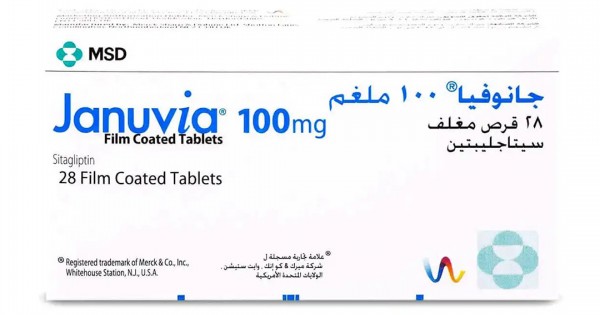 MSD
Januvia® 100mg
Film Coated Tablets
Sitagliptin
28 Film Coated Tablets
جانوفيا® ١٠٠ ملغم
٢٨ قرص مغلف
سيتاجليبتين
® Registered trademark of Merck & Co., Inc.,
Whitehouse Station, N.J., U.S.A.
® علامة تجارية مسجلة ل
شركة ميرك & كو إنك . وايت ستيشن .
الولايات المتحدة الأمريكية